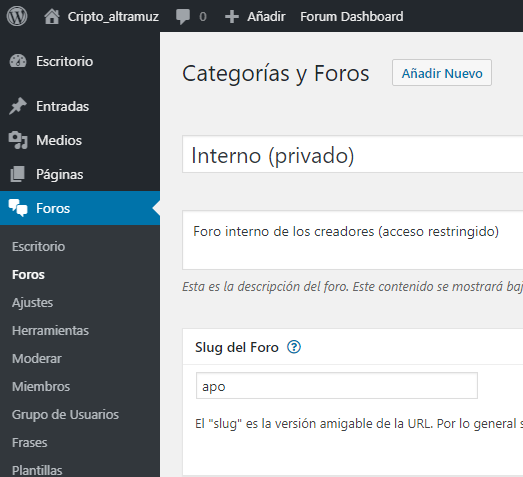 Cripto_altramuz 0 Añadir Forum Dashboard
Escritorio
Entradas
Medios
Páginas
Foros
Escritorio
Foros
Ajustes
Herramientas
Moderar
Miembros
Grupo de Usuarios
Frases
Plantillas
Categorías y Foros Añadir Nuevo
Interno (privado)
Foro interno de los creadores (acceso restringido)
Esta es la descripción del foro. Este contenido se mostrará baj
Slug del Foro ?
apo
El "slug" es la versión amigable de la URL. Por lo general s